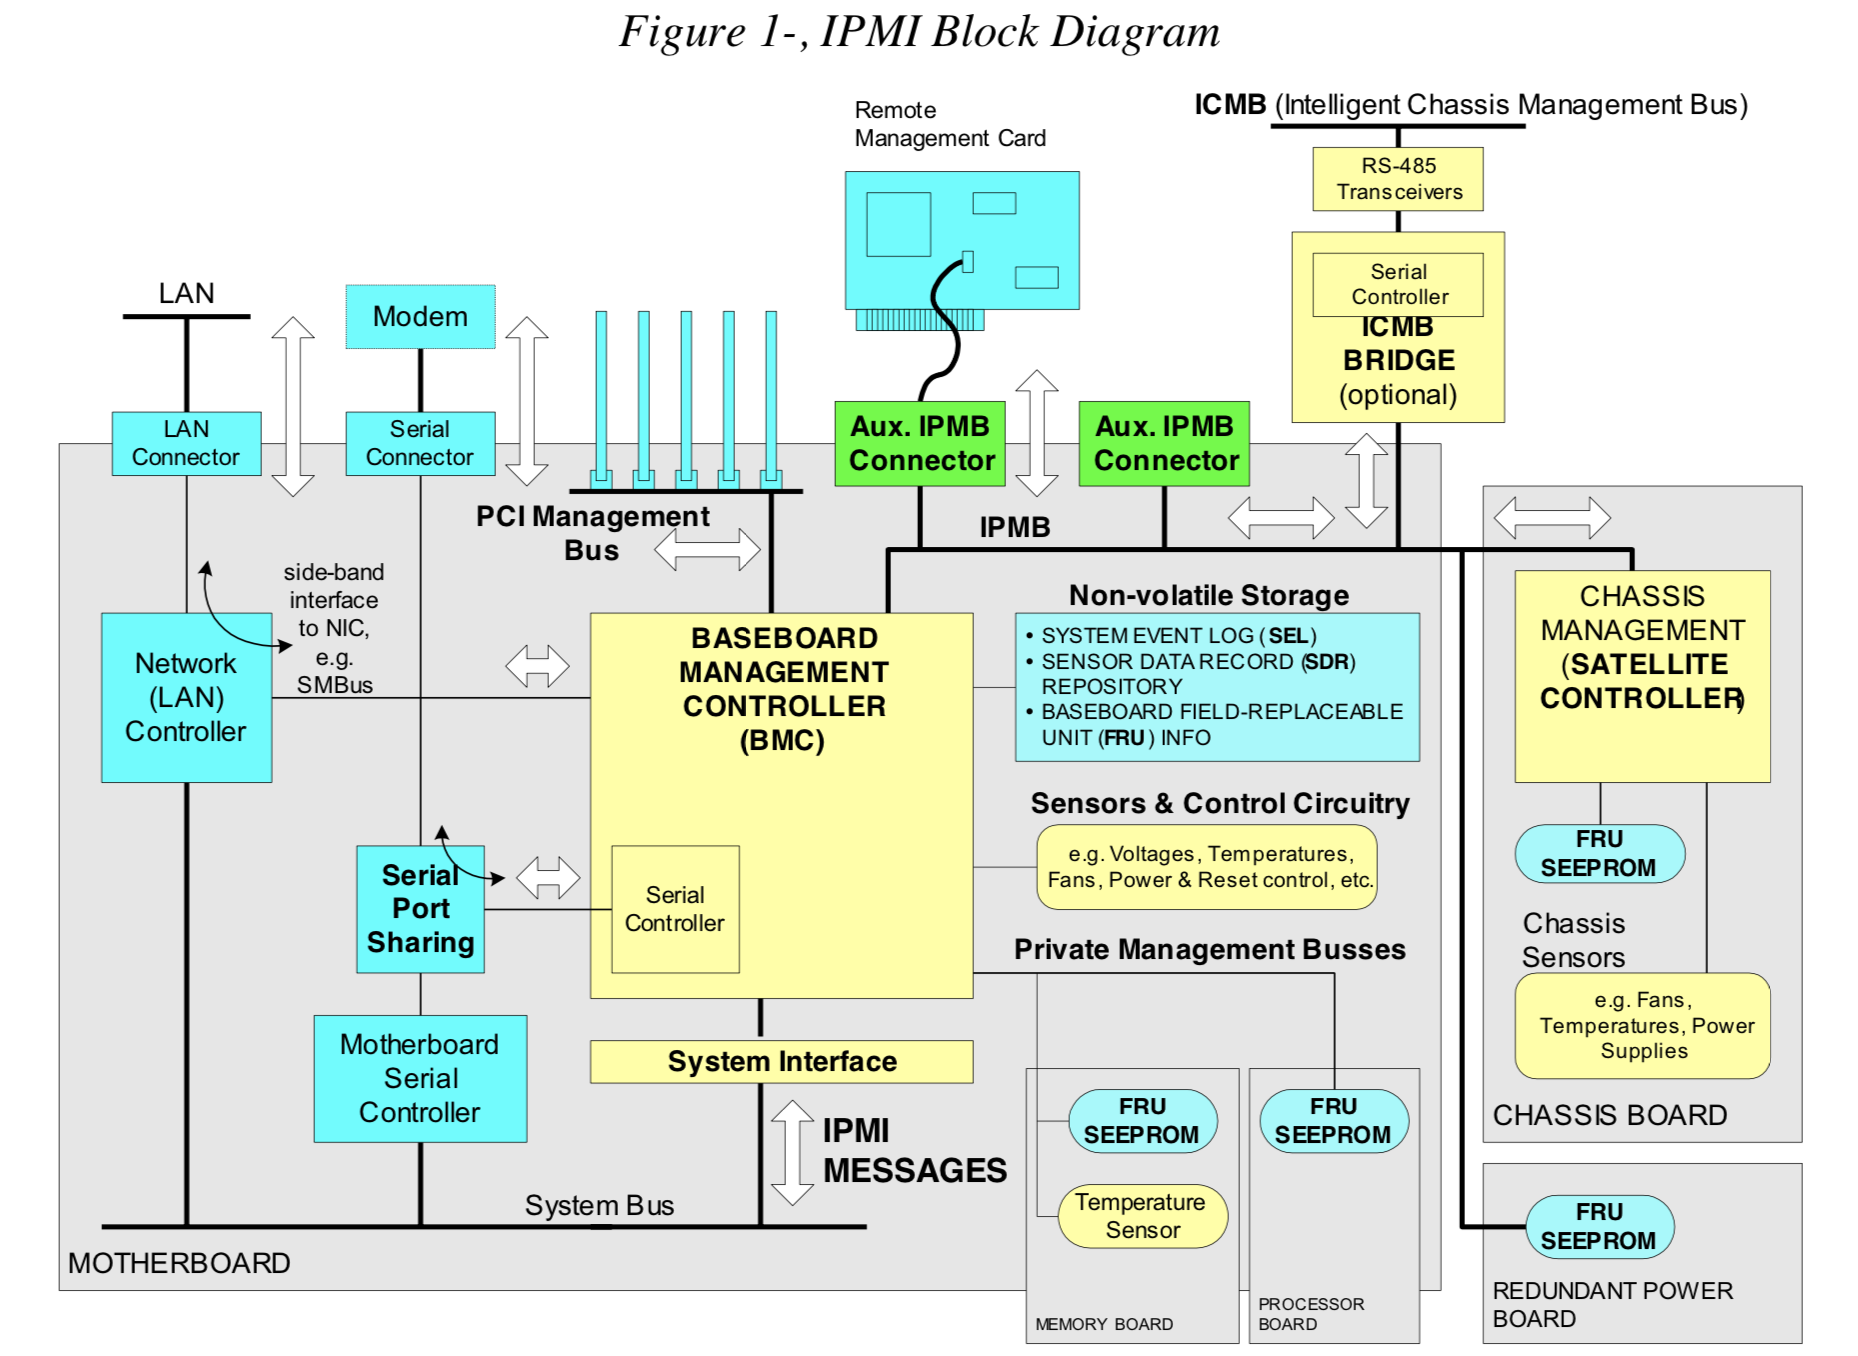 Figure 1-, IPMI Block Diagram
Remote
Management Card
ICMB (Intelligent Chassis Management Bus)
RS-485
Transceivers
Serial
Controller
ICMB
BRIDGE
(optional)
LAN
Modem
LAN
Connector
Serial
Connector
Aux. IPMB
Connector
Aux. IPMB
Connector
PCI Management
Bus
IPMB
side-band
interface
to NIC,
e.g.
SMBus
Network
(LAN)
Controller
BASEBOARD
MANAGEMENT
CONTROLLER
(BMC)
Non-volatile Storage
• SYSTEM EVENT LOG (SEL)
• SENSOR DATA RECORD (SDR)
REPOSITORY
• BASEBOARD FIELD-REPLACEABLE
UNIT (FRU) INFO
CHASSIS
MANAGEMENT
(SATELLITE
CONTROLLER)
Sensors & Control Circuitry
e.g. Voltages, Temperatures,
Fans, Power & Reset control, etc.
FRU
SEEPROM
Serial
Port
Sharing
Serial
Controller
Chassis
Sensors
Private Management Busses
e.g. Fans,
Temperatures, Power
Supplies
Motherboard
Serial
Controller
System Interface
IPMI
MESSAGES
FRU
SEEPROM
FRU
SEEPROM
CHASSIS BOARD
Temperature
Sensor
System Bus
FRU
SEEPROM
MOTHERBOARD
MEMORY BOARD
PROCESSOR
BOARD
REDUNDANT POWER
BOARD